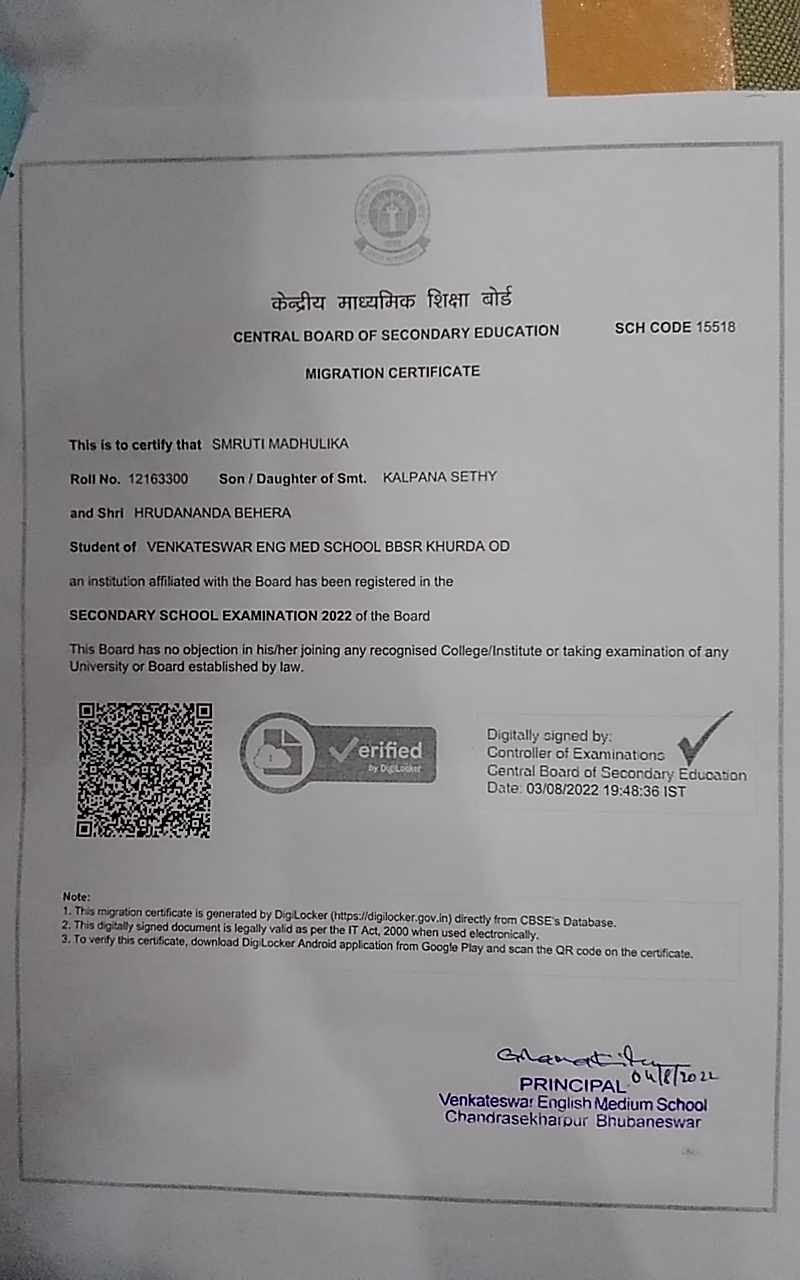 केन्द्रीय माध्यमिक शिक्षा बोर्ड
CENTRAL BOARD OF SECONDARY EDUCATION SCH CODE 15518
MIGRATION CERTIFICATE
This is to certify that SMRUTI MADHULIKA
Roll No. 12163300 Son / Daughter of Smt. KALPANA SETHY
and Shri HRUDANANDA BEHERA
Student of VENKATESWAR ENG MED SCHOOL BBSR KHURDA OD
an institution affiliated with the Board has been registered in the
SECONDARY SCHOOL EXAMINATION 2022 of the Board
This Board has no objection in his/her joining any recognised College/Institute or taking examination of any
University or Board established by law.
erified
by DigiLocker
Digitally signed by:
Controller of Examinations
Central Board of Secondary Education
Date: 03/08/2022 19:48:36 IST
Note:
1. This migration certificate is generated by DigiLocker (https://digilocker.gov.in) directly from CBSE's Database.
2. This digitally signed document is legally valid as per the IT Act, 2000 when used electronically.
3. To verify this certificate, download DigiLocker Android application from Google Play and scan the QR code on the certificate.
04/8/2022
PRINCIPAL
Venkateswar English Medium School
Chandrasekharpur Bhubaneswar